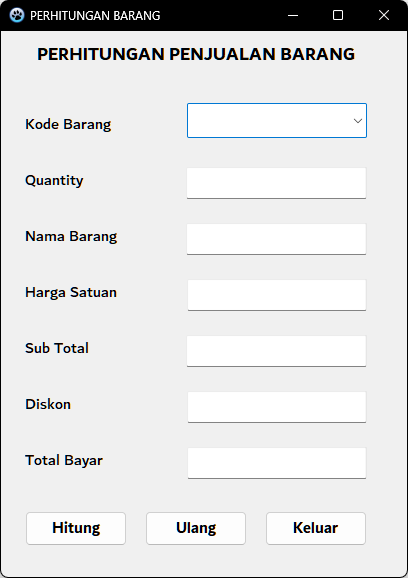 PERHITUNGAN BARANG
PERHITUNGAN PENJUALAN BARANG
Kode Barang
Quantity
Nama Barang
Harga Satuan
Sub Total
Diskon
Total Bayar
Hitung Ulang Keluar